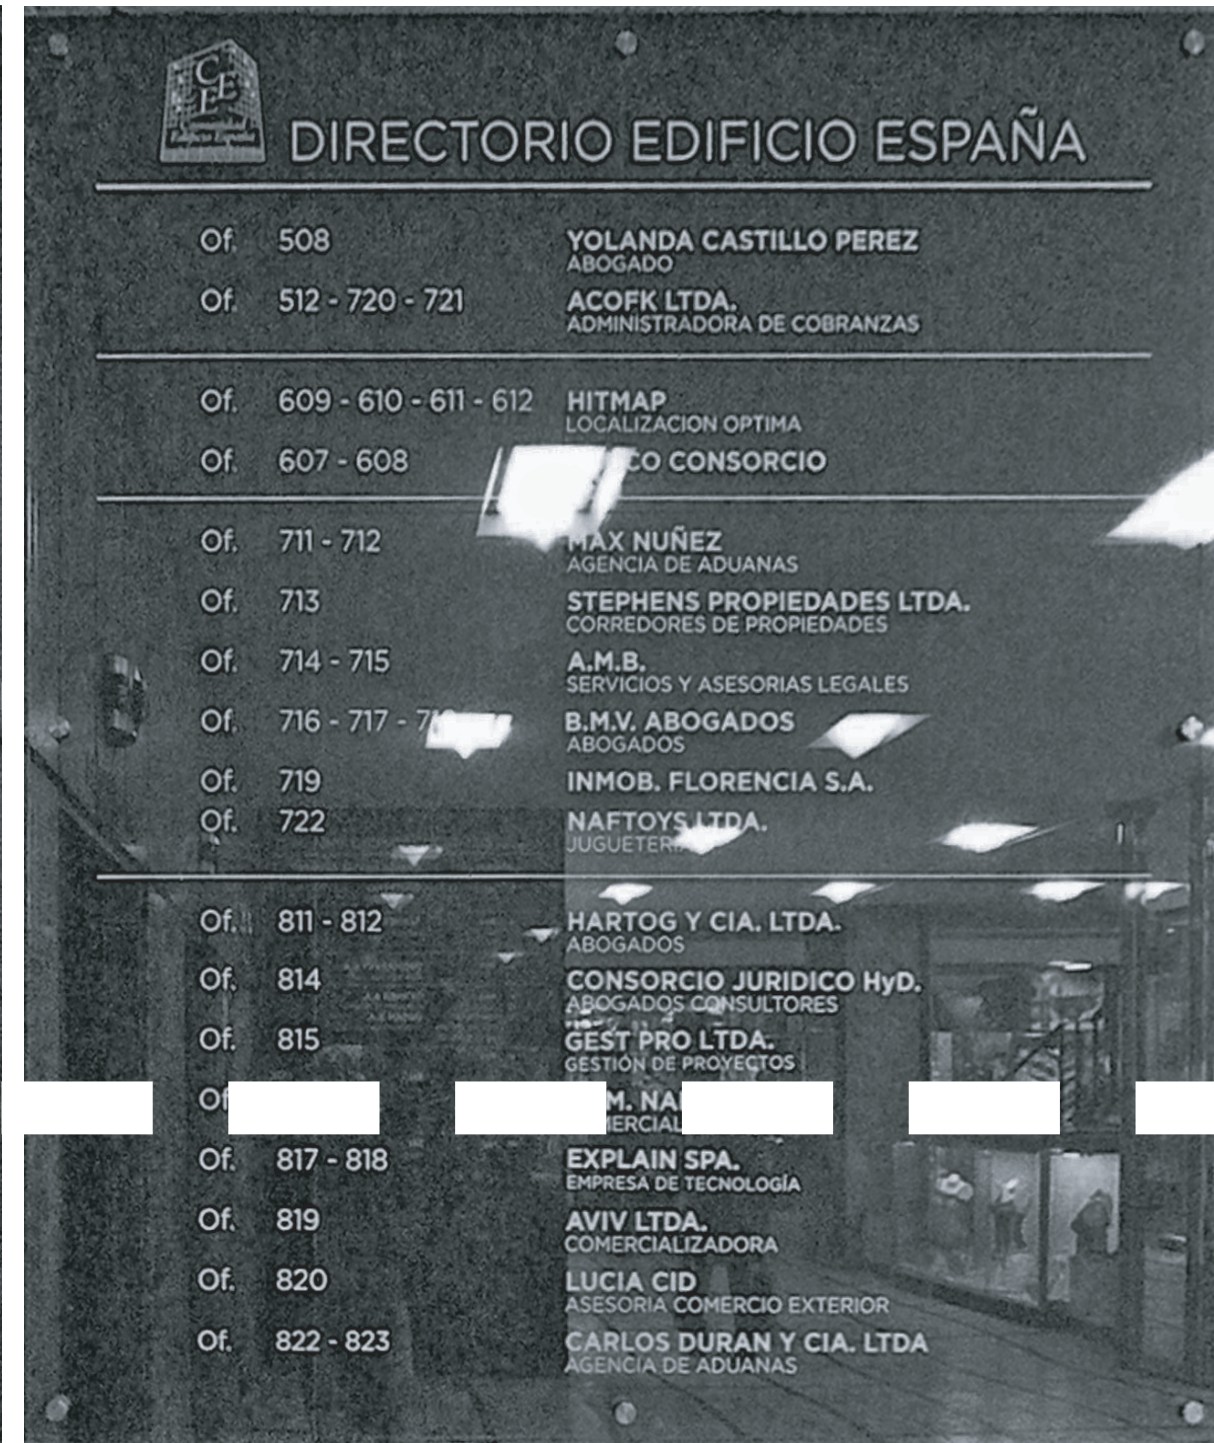 CEE
DIRECTORIO EDIFICIO ESPAÑA
Of. 508 YOLANDA CASTILLO PEREZ
ABOGADO
Of. 512 - 720 - 721 ACOFK LTDA.
ADMINISTRADORA DE COBRANZAS
Of. 609 - 610 - 611 - 612 HITMAP
LOCALIZACION OPTIMA
Of. 607 - 608 CONSORCIO
Of. 711 - 712 MAX NUÑEZ
AGENCIA DE ADUANAS
Of. 713 STEPHENS PROPIEDADES LTDA.
CORREDORES DE PROPIEDADES
Of. 714 - 715 A.M.B.
SERVICIOS Y ASESORIAS LEGALES
Of. 716 - 717 - B.M.V. ABOGADOS
ABOGADOS
Of. 719 INMOB. FLORENCIA S.A.
Of. 722 NAFTOYS LTDA.
Of. 811 - 812 HARTOG Y CIA. LTDA.
ABOGADOS
Of. 814 CONSORCIO JURIDICO HyD.
ABOGADOS CONSULTORES
Of. 815 GEST PRO LTDA.
GESTIÓN DE PROYECTOS
Of. 817 - 818 EXPLAIN SPA.
EMPRESA DE TECNOLOGÍA
Of. 819 AVIV LTDA.
COMERCIALIZADORA
Of. 820 LUCIA CID
ASESORIA COMERCIO EXTERIOR
Of. 822 - 823 CARLOS DURAN Y CIA. LTDA
AGENCIA DE ADUANAS